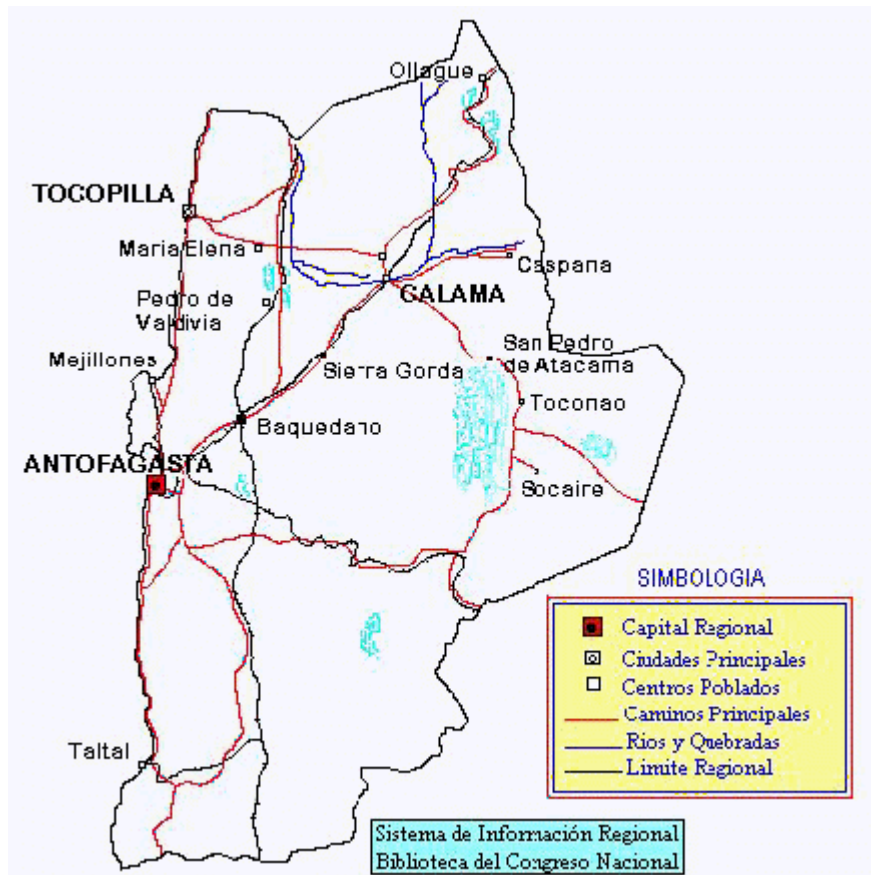 Ollague
TOCOPILLA
Maria Elena
Caspana
CALAMA
Pedro de
Valdivia
San Pedro
de Atacama
Mejillones
Sierra Gorda
Toconao
Baquedano
ANTOFAGASTA
Socaire
SIMBOLOGIA
Capital Regional
Ciudades Principales
Centros Poblados
Caminos Principales
Rios y Quebradas
Limite Regional
Taltal
Sistema de Información Regional
Biblioteca del Congreso Nacional